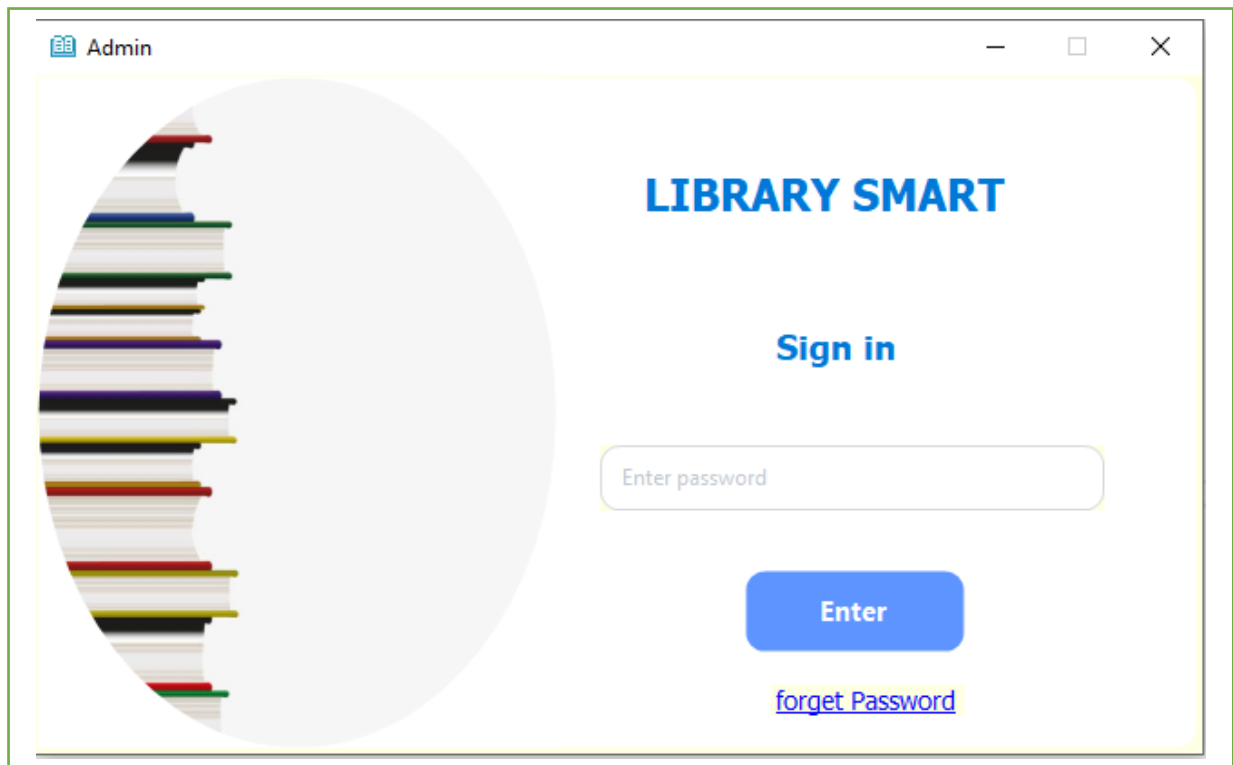 Admin
LIBRARY SMART
Sign in
Enter password
Enter
forget Password